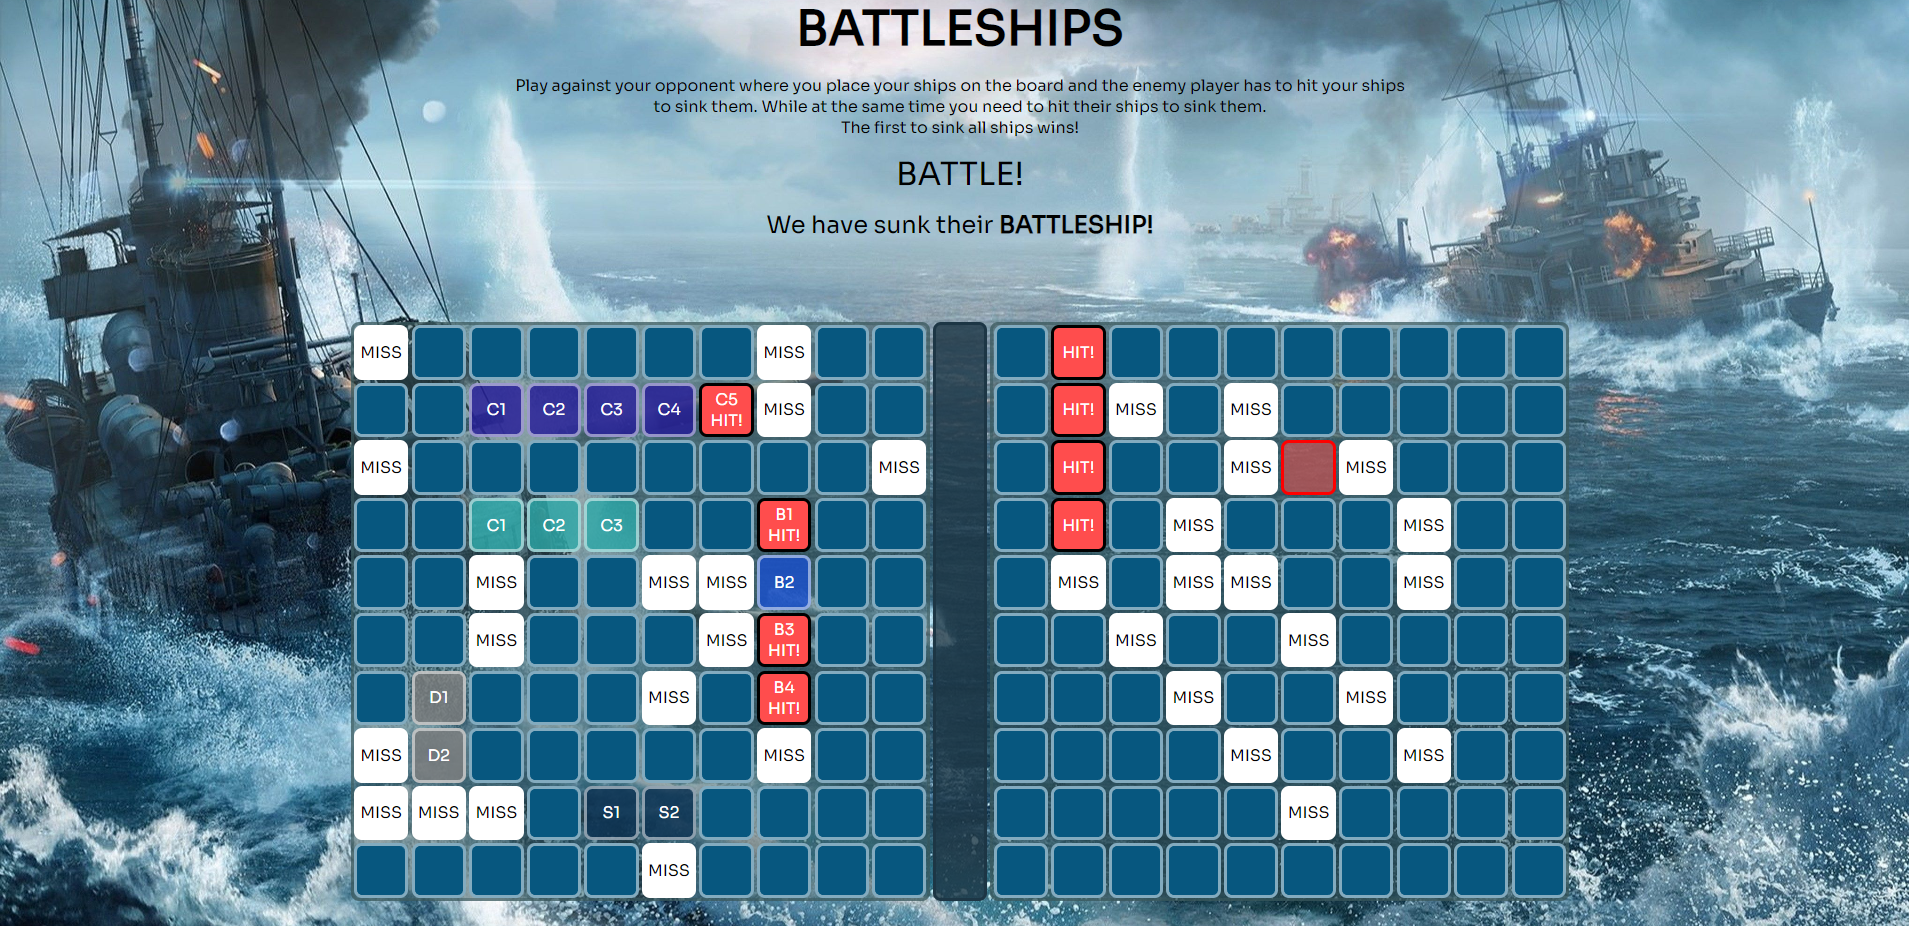 BATTLESHIPS
Play against your opponent where you place your ships on the board and the enemy player has to hit your ships
to sink them. While at the same time you need to hit their ships to sink them.
The first to sink all ships wins!
BATTLE!
We have sunk their BATTLESHIP!
MISS MISS HIT!
C1 C2 C3 C4 C5 HIT! MISS HIT! MISS MISS
MISS MISS HIT! MISS MISS
C1 C2 C3 B1 HIT! HIT! MISS MISS
MISS MISS MISS B2 MISS MISS MISS MISS
MISS MISS B3 HIT! MISS MISS
D1 MISS B4 HIT! MISS MISS
MISS D2 MISS MISS MISS
MISS MISS MISS S1 S2 MISS
MISS